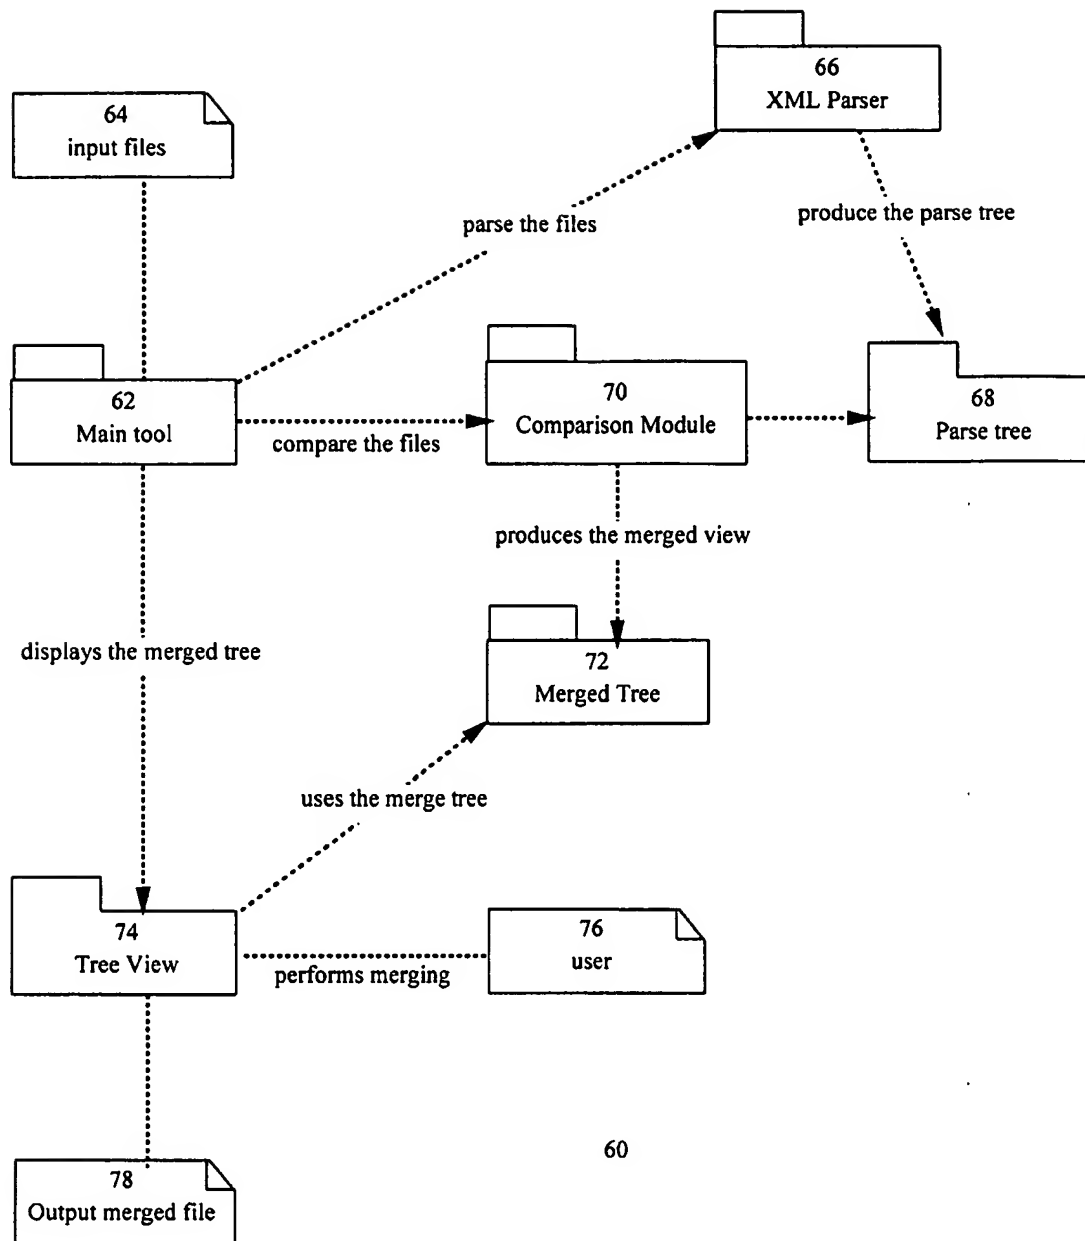 66
XML Parser
64
input files
produce the parse tree
parse the files
62
Main tool
70
Comparison Module
68
Parse tree
compare the files
produces the merged view
displays the merged tree
72
Merged Tree
uses the merge tree
74
Tree View
76
user
performs merging
60
78
Output merged file